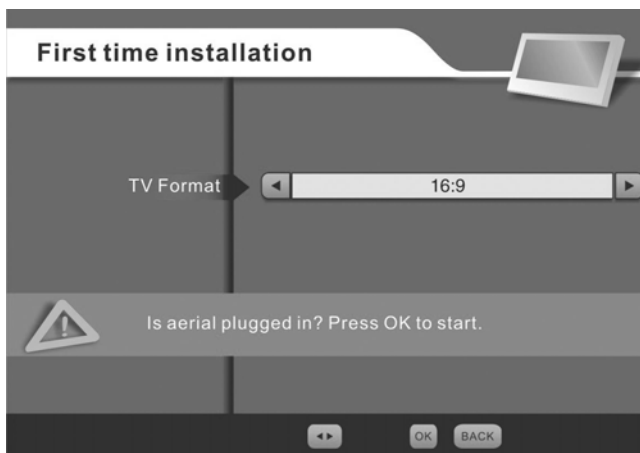 First time installation
TV Format
16:9
Is aerial plugged in? Press OK to start.
OK BACK